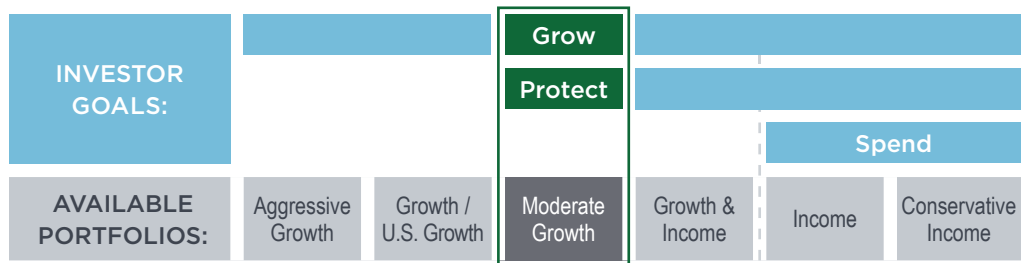 Grow
INVESTOR
GOALS:
Protect
Spend
AVAILABLE
PORTFOLIOS:
Aggressive
Growth
Growth /
U.S. Growth
Moderate
Growth
Growth &
Income
Income
Conservative
Income